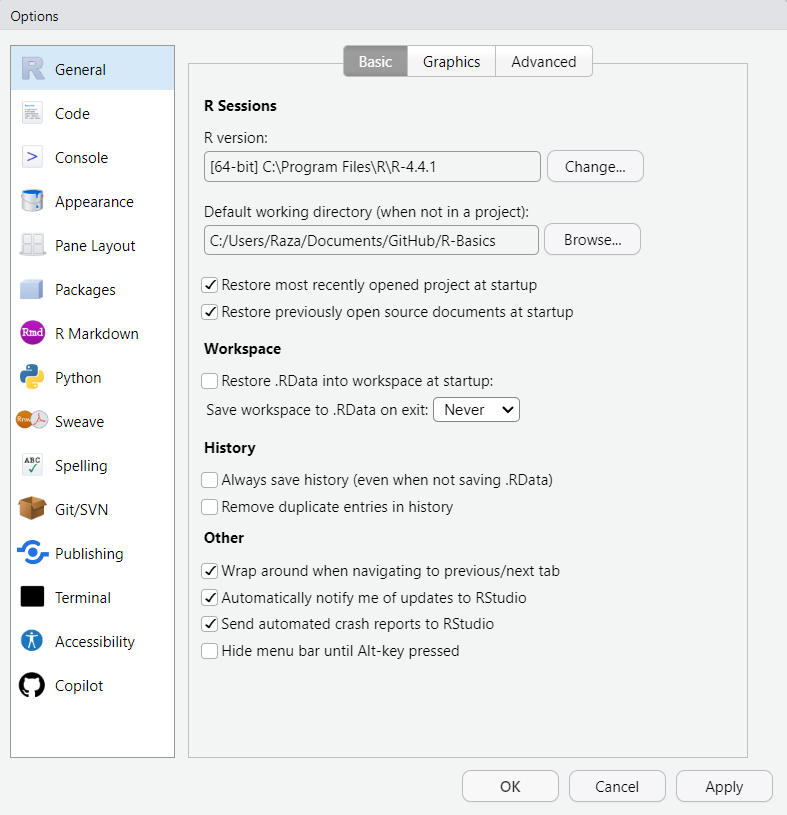 Options
General
Code
Console
Appearance
Pane Layout
Packages
Rmd R Markdown
Python
Sweave
ABC Spelling
Git/SVN
Publishing
Terminal
Accessibility
Copilot
Basic Graphics Advanced
R Sessions
R version:
[64-bit] C:\Program Files\R\R-4.4.1 Change...
Default working directory (when not in a project):
C:/Users/Raza/Documents/GitHub/R-Basics Browse...
Restore most recently opened project at startup
Restore previously open source documents at startup
Workspace
Restore .RData into workspace at startup:
Save workspace to .RData on exit: Never
History
Always save history (even when not saving .RData)
Remove duplicate entries in history
Other
Wrap around when navigating to previous/next tab
Automatically notify me of updates to RStudio
Send automated crash reports to RStudio
Hide menu bar until Alt-key pressed
OK Cancel Apply